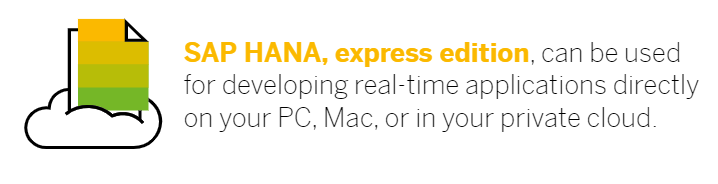 SAP HANA, express edition, can be used
for developing real-time applications directly
on your PC, Mac, or in your private cloud.